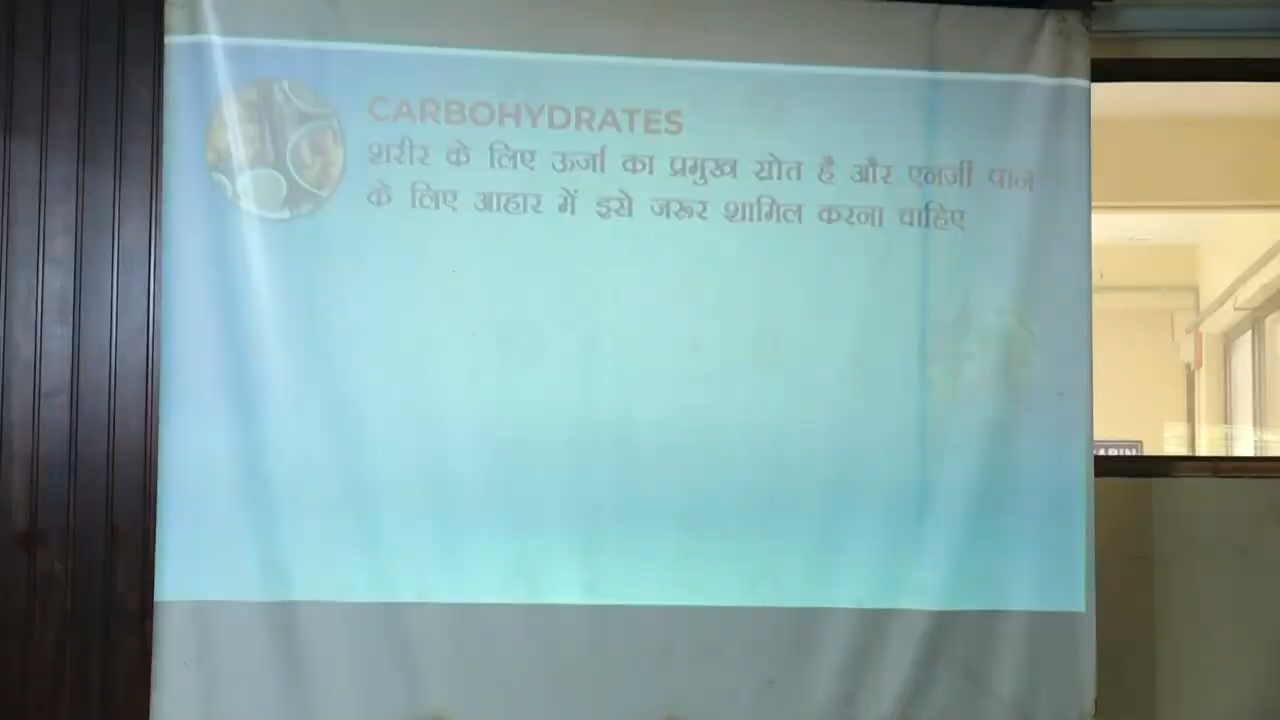 CARBOHYDRATES
शरीर के लिए ऊर्जा का प्रमुख स्रोत है और एनर्जी पाने
के लिए आहार में इसे जरूर शामिल करना चाहिए